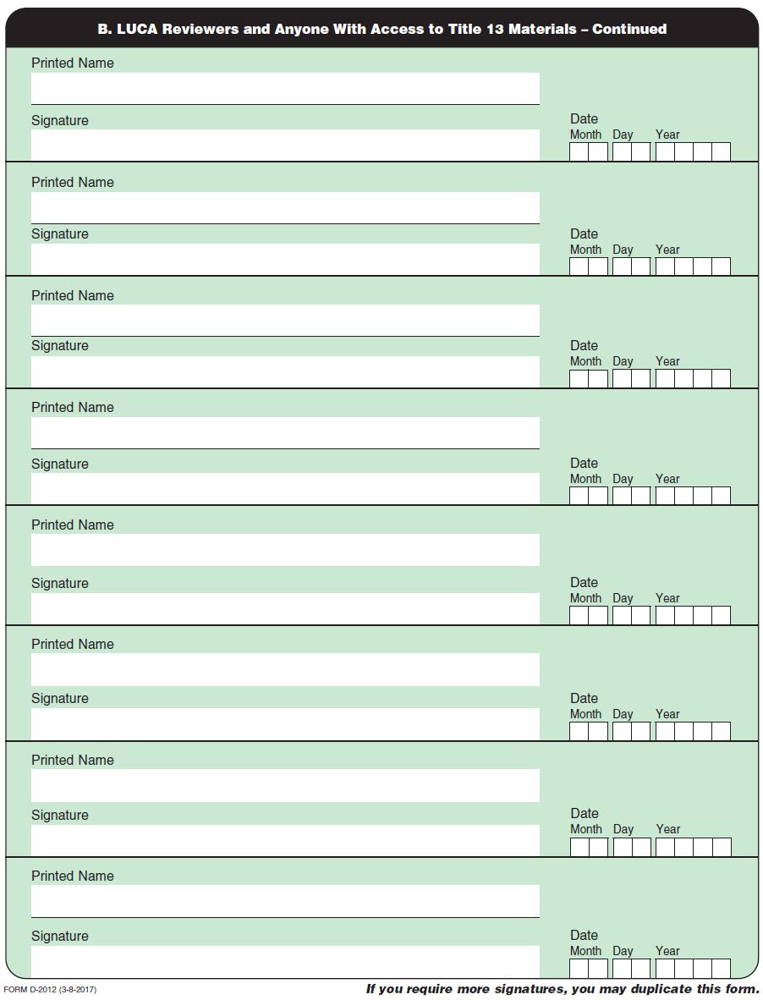 B. LUCA Reviewers and Anyone With Access to Title 13 Materials – Continued
Printed Name
Signature
Date
Month Day Year
Printed Name
Signature
Date
Month Day Year
Printed Name
Signature
Date
Month Day Year
Printed Name
Signature
Date
Month Day Year
Printed Name
Signature
Date
Month Day Year
Printed Name
Signature
Date
Month Day Year
Printed Name
Signature
Date
Month Day Year
Printed Name
Signature
Date
Month Day Year
FORM D-2012 (3-8-2017)
If you require more signatures, you may duplicate this form.